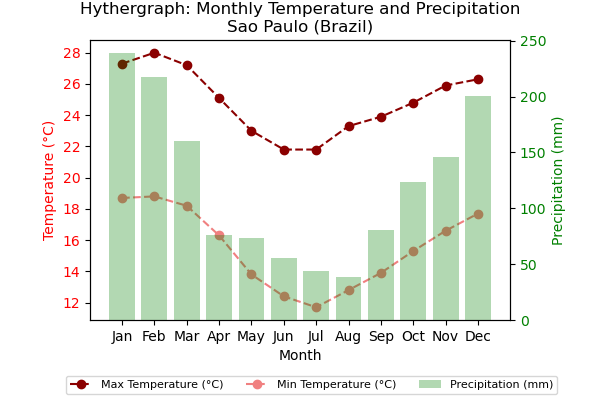 Hythergraph: Monthly Temperature and Precipitation
Sao Paulo (Brazil)
Temperature (°C)
28
26
24
22
20
18
16
14
12
Precipitation (mm)
250
200
150
100
50
0
Jan Feb Mar Apr May Jun Jul Aug Sep Oct Nov Dec
Month
Max Temperature (°C) Min Temperature (°C) Precipitation (mm)